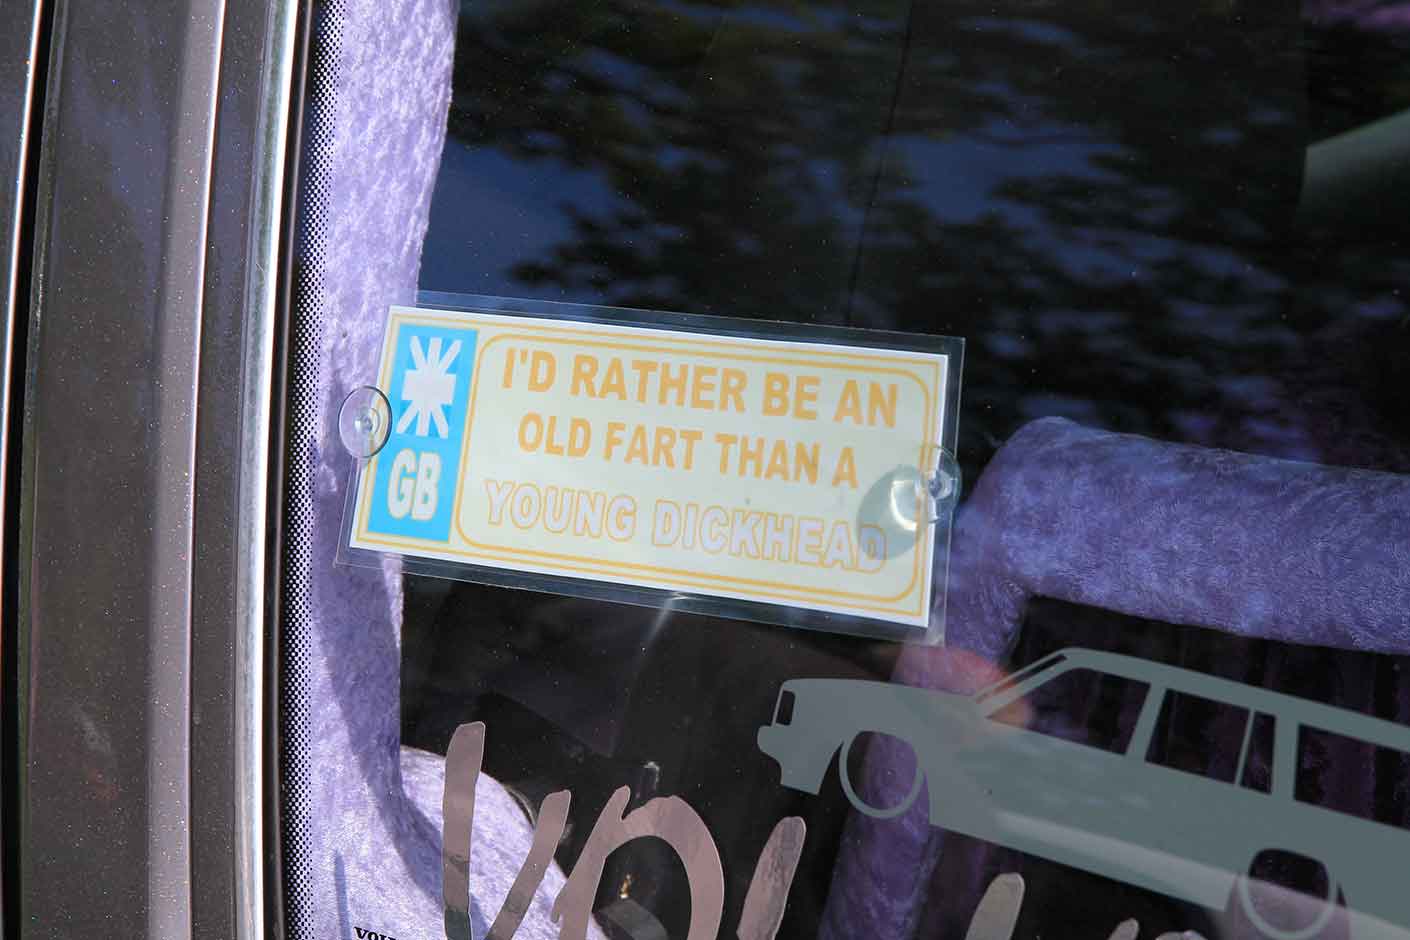 GB
I'D RATHER BE AN
OLD FART THAN A
YOUNG DICKHEAD